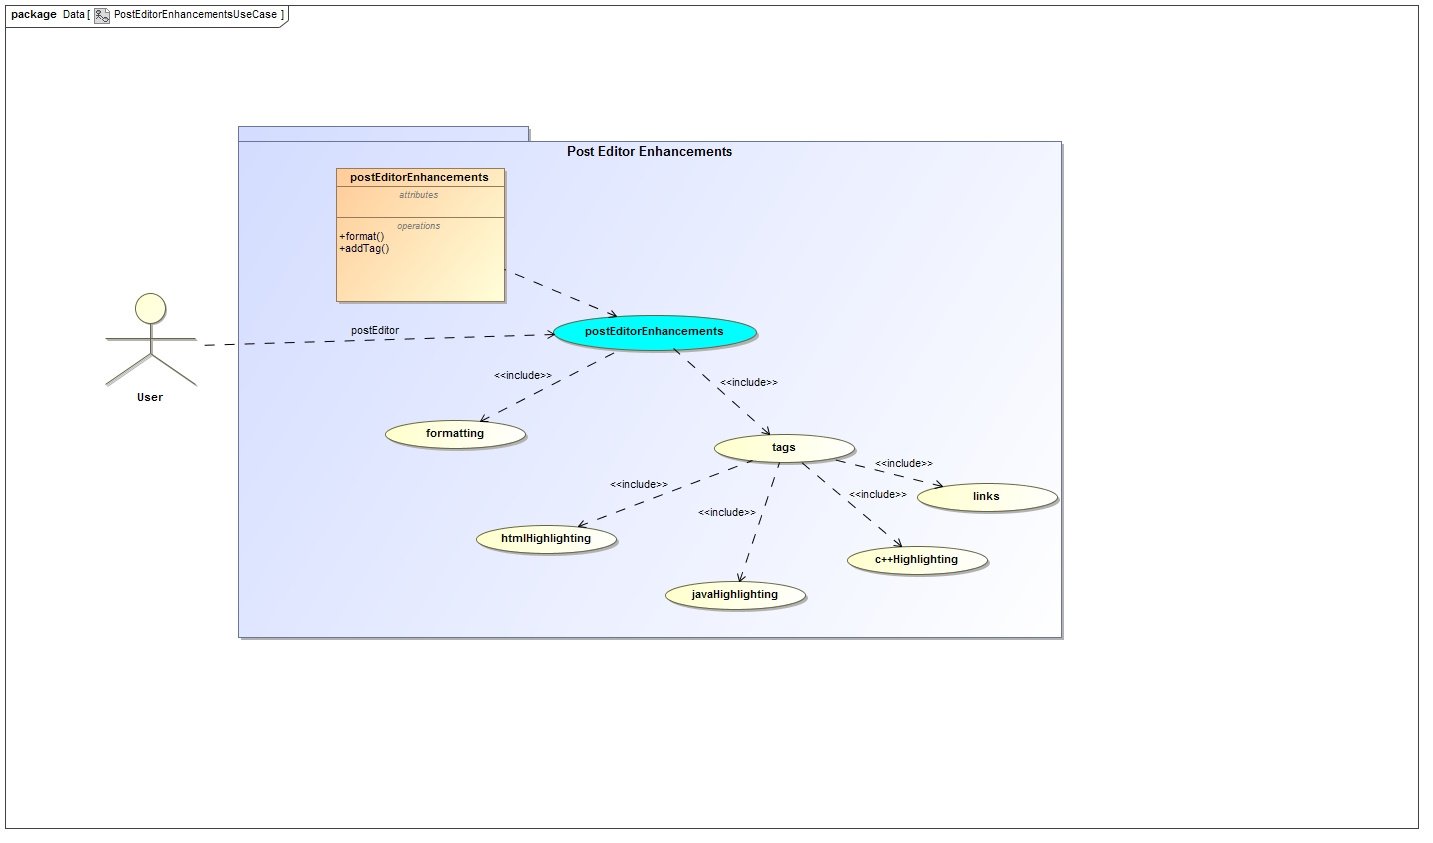 package Data [ PostEditorEnhancementsUseCase ]
Post Editor Enhancements
postEditorEnhancements
attributes
operations
+format()
+addTag()
postEditor
postEditorEnhancements
<<include>>
<<include>>
User
formatting
tags
<<include>>
<<include>>
<<include>>
<<include>>
links
htmlHighlighting
c++Highlighting
javaHighlighting